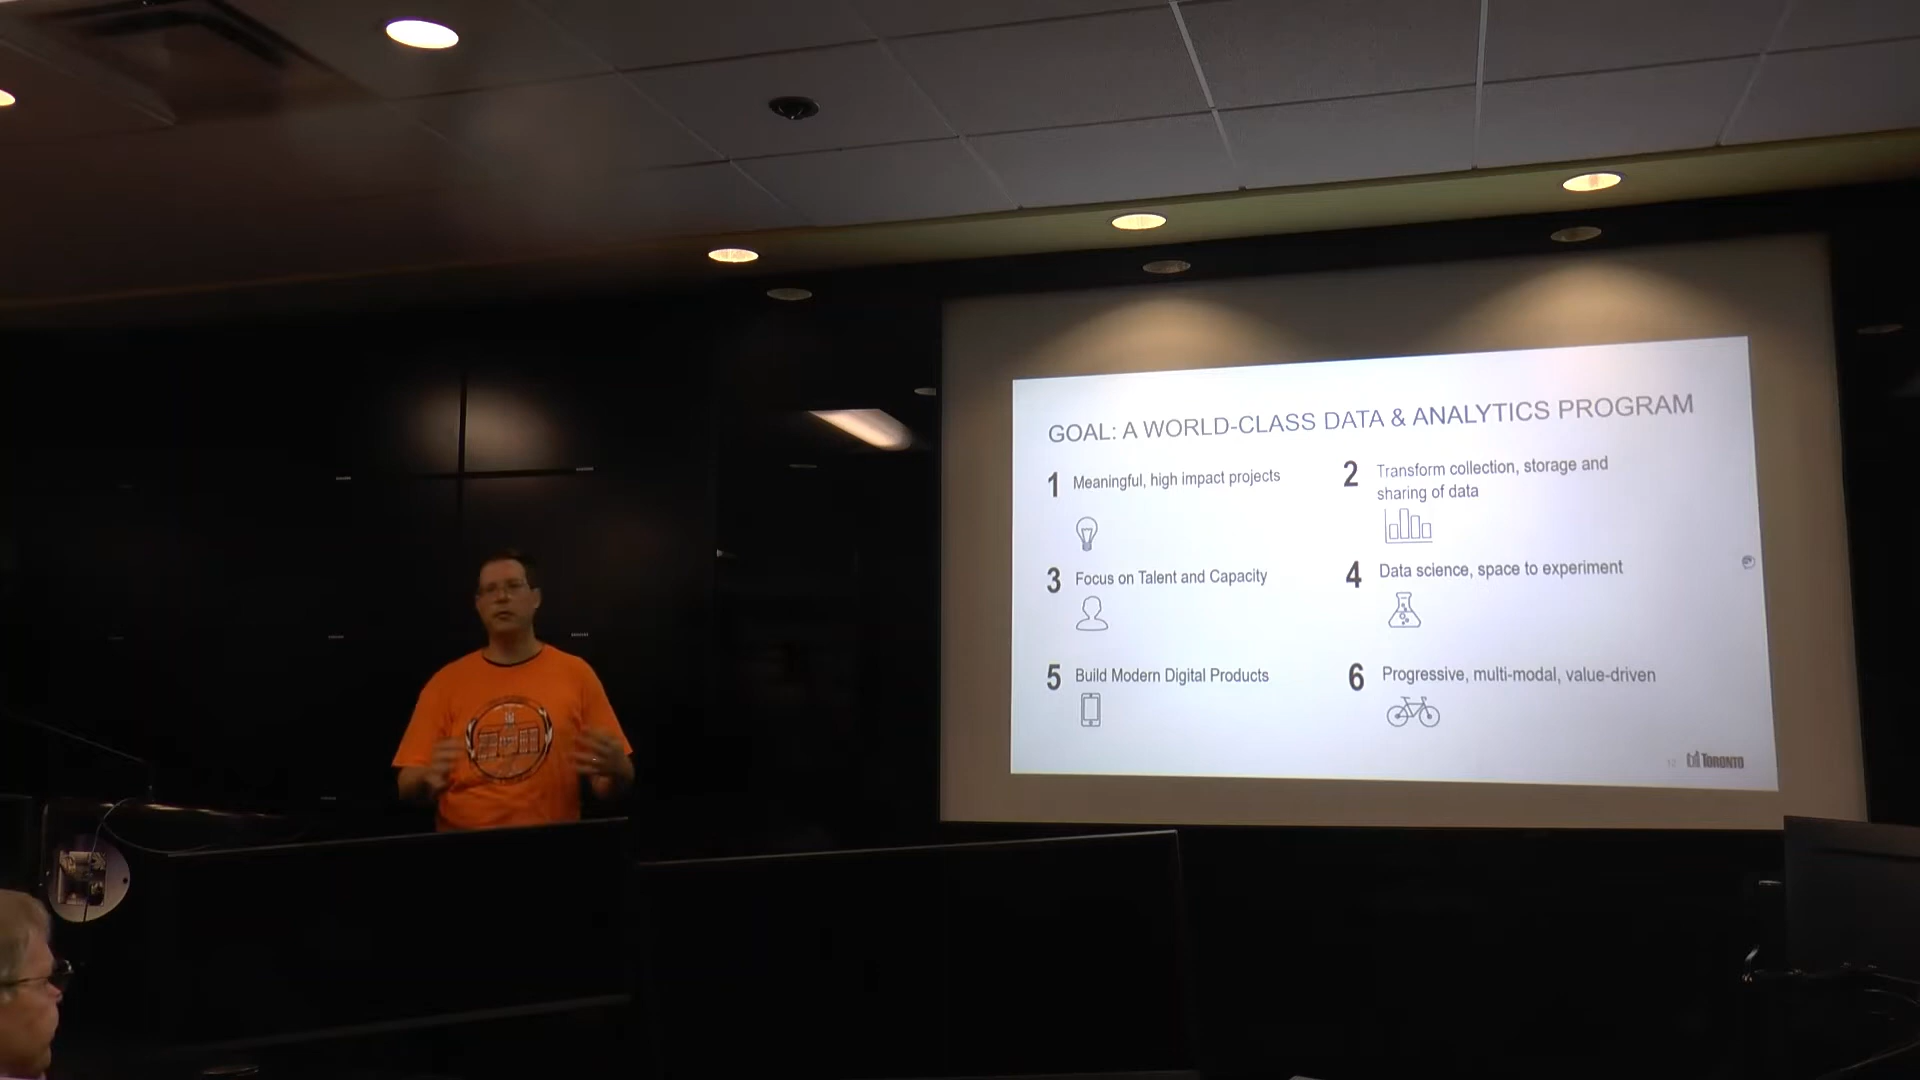 GOAL: A WORLD-CLASS DATA & ANALYTICS PROGRAM
1 Meaningful, high impact projects
2 Transform collection, storage and
sharing of data
3 Focus on Talent and Capacity
4 Data science, space to experiment
5 Build Modern Digital Products
6 Progressive, multi-modal, value-driven
12 TORONTO